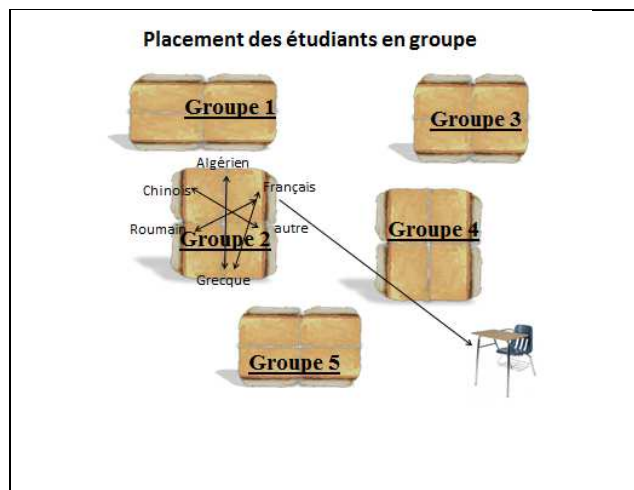 Placement des étudiants en groupe
Groupe 1
Groupe 3
Algérien
Chinois
Français
Roumain
Groupe 2
autre
Groupe 4
Grecque
Groupe 5